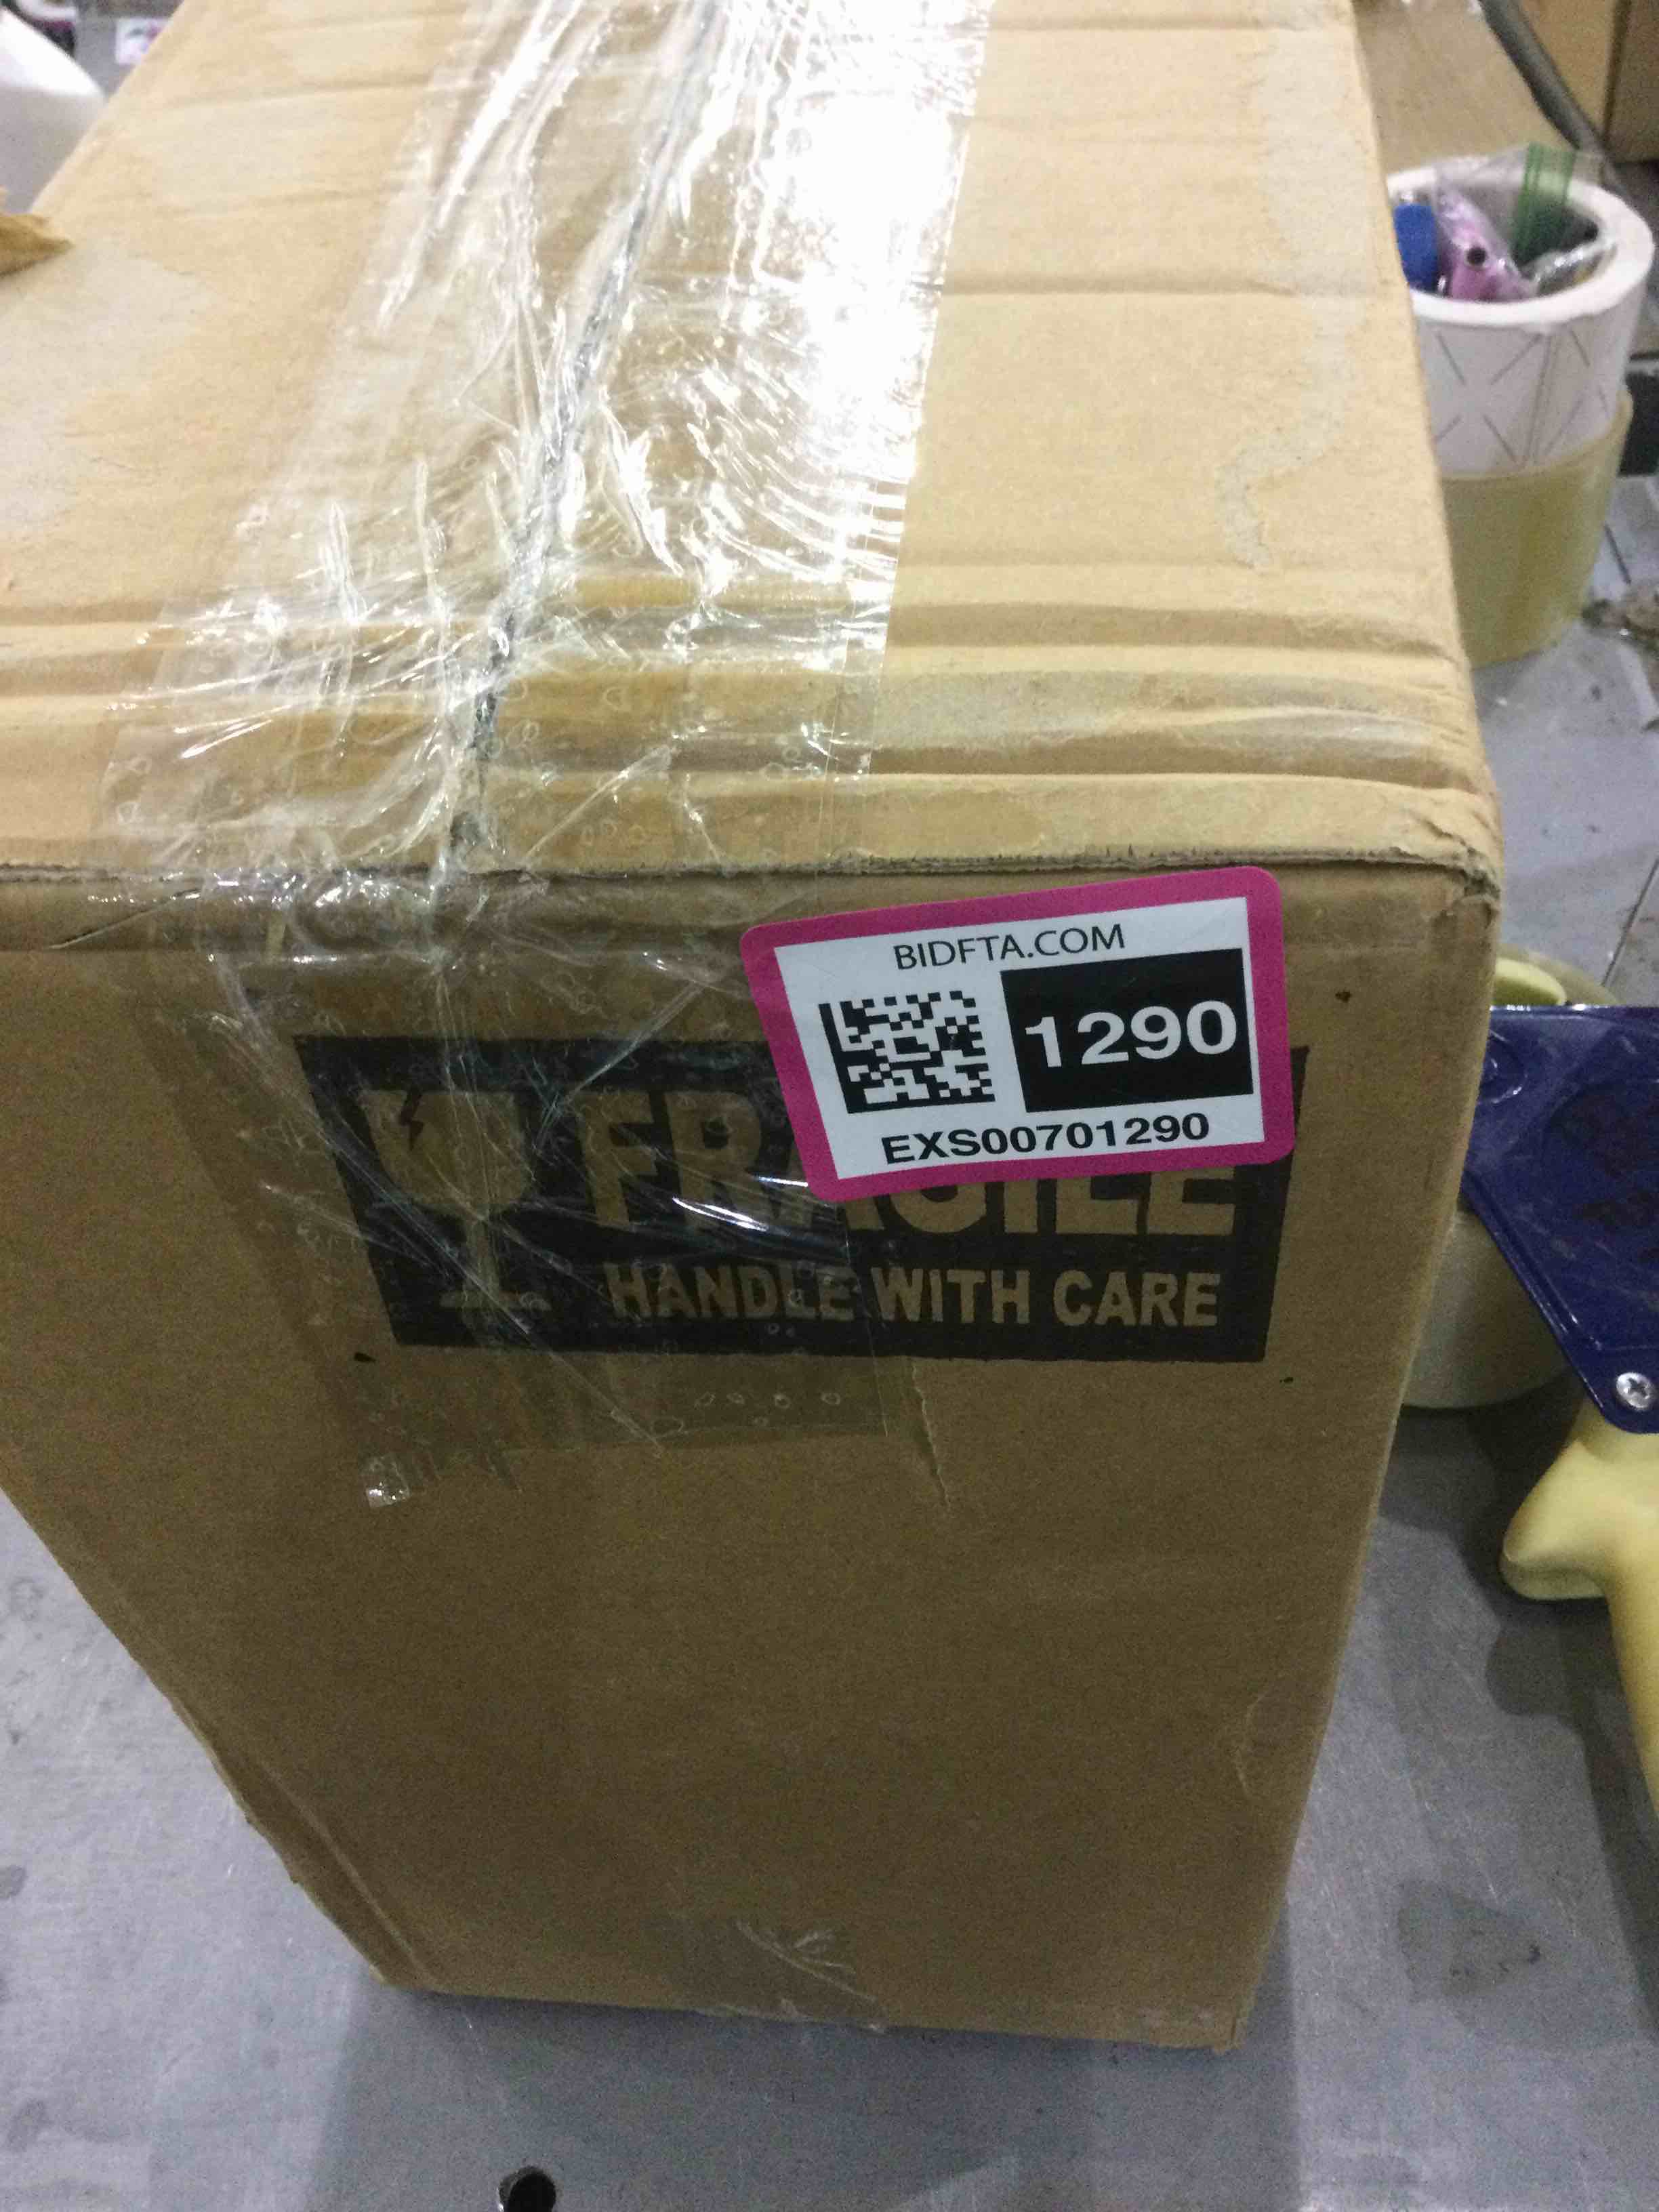 BIDFTA.COM
1290
EXS00701290
FRAGILE
HANDLE WITH CARE